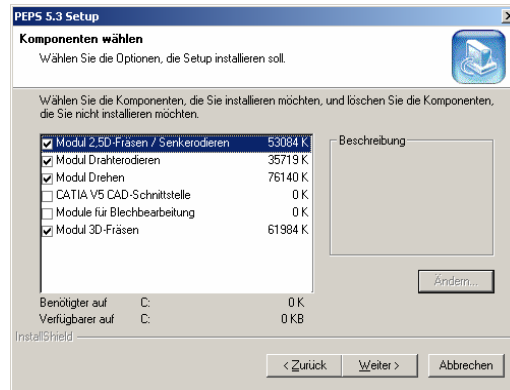 PEPS 5.3 Setup
Komponenten wählen
Wählen Sie die Optionen, die Setup installieren soll.
Wählen Sie die Komponenten, die Sie installieren möchten, und löschen Sie die Komponenten,
die Sie nicht installieren möchten.
Modul 2,5D-Fräsen / Senkerodieren 53084 K
Modul Drahterodieren 35719 K
Modul Drehen 76140 K
CATIA V5 CAD-Schnittstelle 0 K
Module für Blechbearbeitung 0 K
Modul 3D-Fräsen 61984 K
Beschreibung
Ändern...
Benötigter auf C: 0 K
Verfügbarer auf C: 0 KB
InstallShield
< Zurück Weiter > Abbrechen